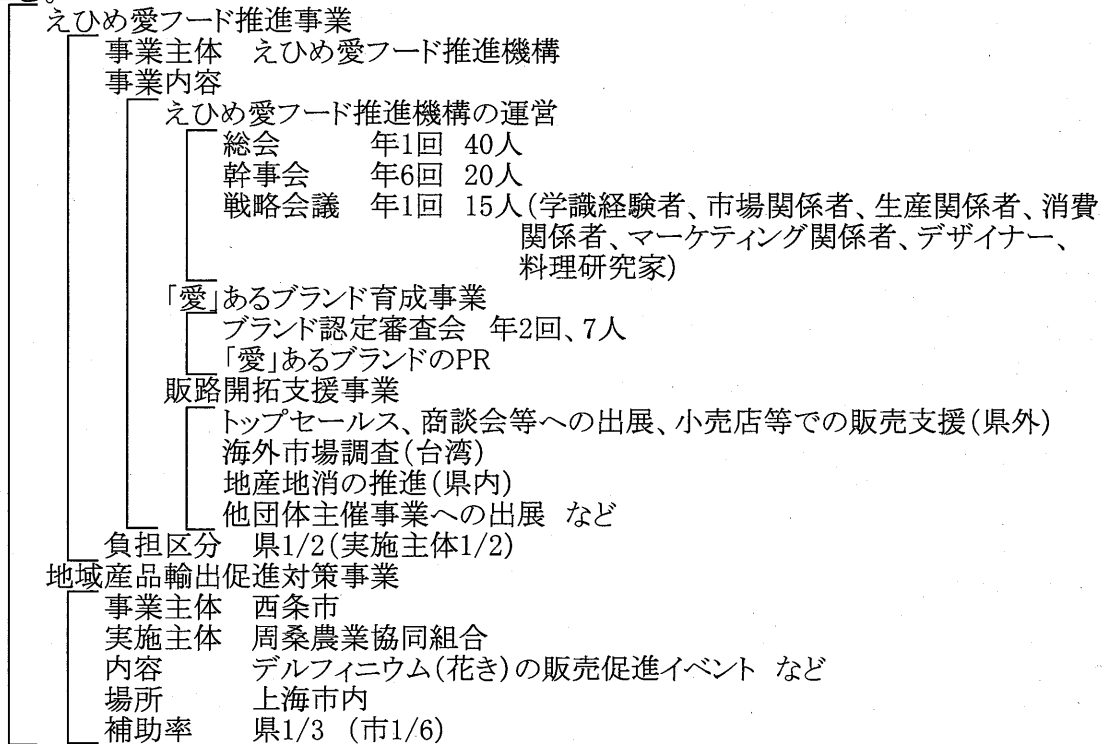 えひめ愛フード推進事業
事業主体 えひめ愛フード推進機構
事業内容
えひめ愛フード推進機構の運営
総会 年1回 40人
幹事会 年6回 20人
戦略会議 年1回 15人(学識経験者、市場関係者、生産関係者、消費
関係者、マーケティング関係者、デザイナー、
料理研究家)
「愛」あるブランド育成事業
ブランド認定審査会 年2回、7人
「愛」あるブランドのPR
販路開拓支援事業
トップセールス、商談会等への出展、小売店等での販売支援(県外)
海外市場調査(台湾)
地産地消の推進(県内)
他団体主催事業への出展 など
負担区分 県1/2(実施主体1/2)
地域産品輸出促進対策事業
事業主体 西条市
実施主体 周桑農業協同組合
内容 デルフィニウム(花き)の販売促進イベント など
場所 上海市内
補助率 県1/3 (市1/6)